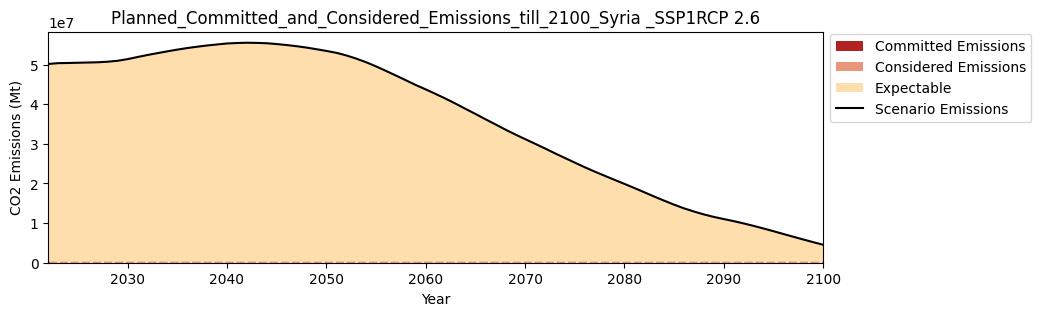 Planned_Committed_and_Considered_Emissions_till_2100_Syria _SSP1RCP 2.6
1e7
5
4
3
2
1
0
CO2 Emissions (Mt)
2030 2040 2050 2060 2070 2080 2090 2100
Year
Committed Emissions
Considered Emissions
Expectable
Scenario Emissions